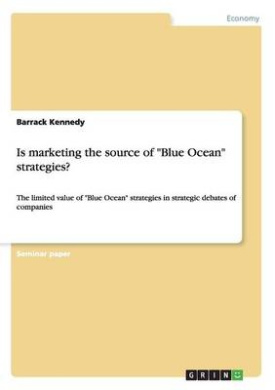 Economy
Barrack Kennedy
Is marketing the source of "Blue Ocean"
strategies?
The limited value of "Blue Ocean" strategies in strategic debates of
companies
Seminar paper
GRIN